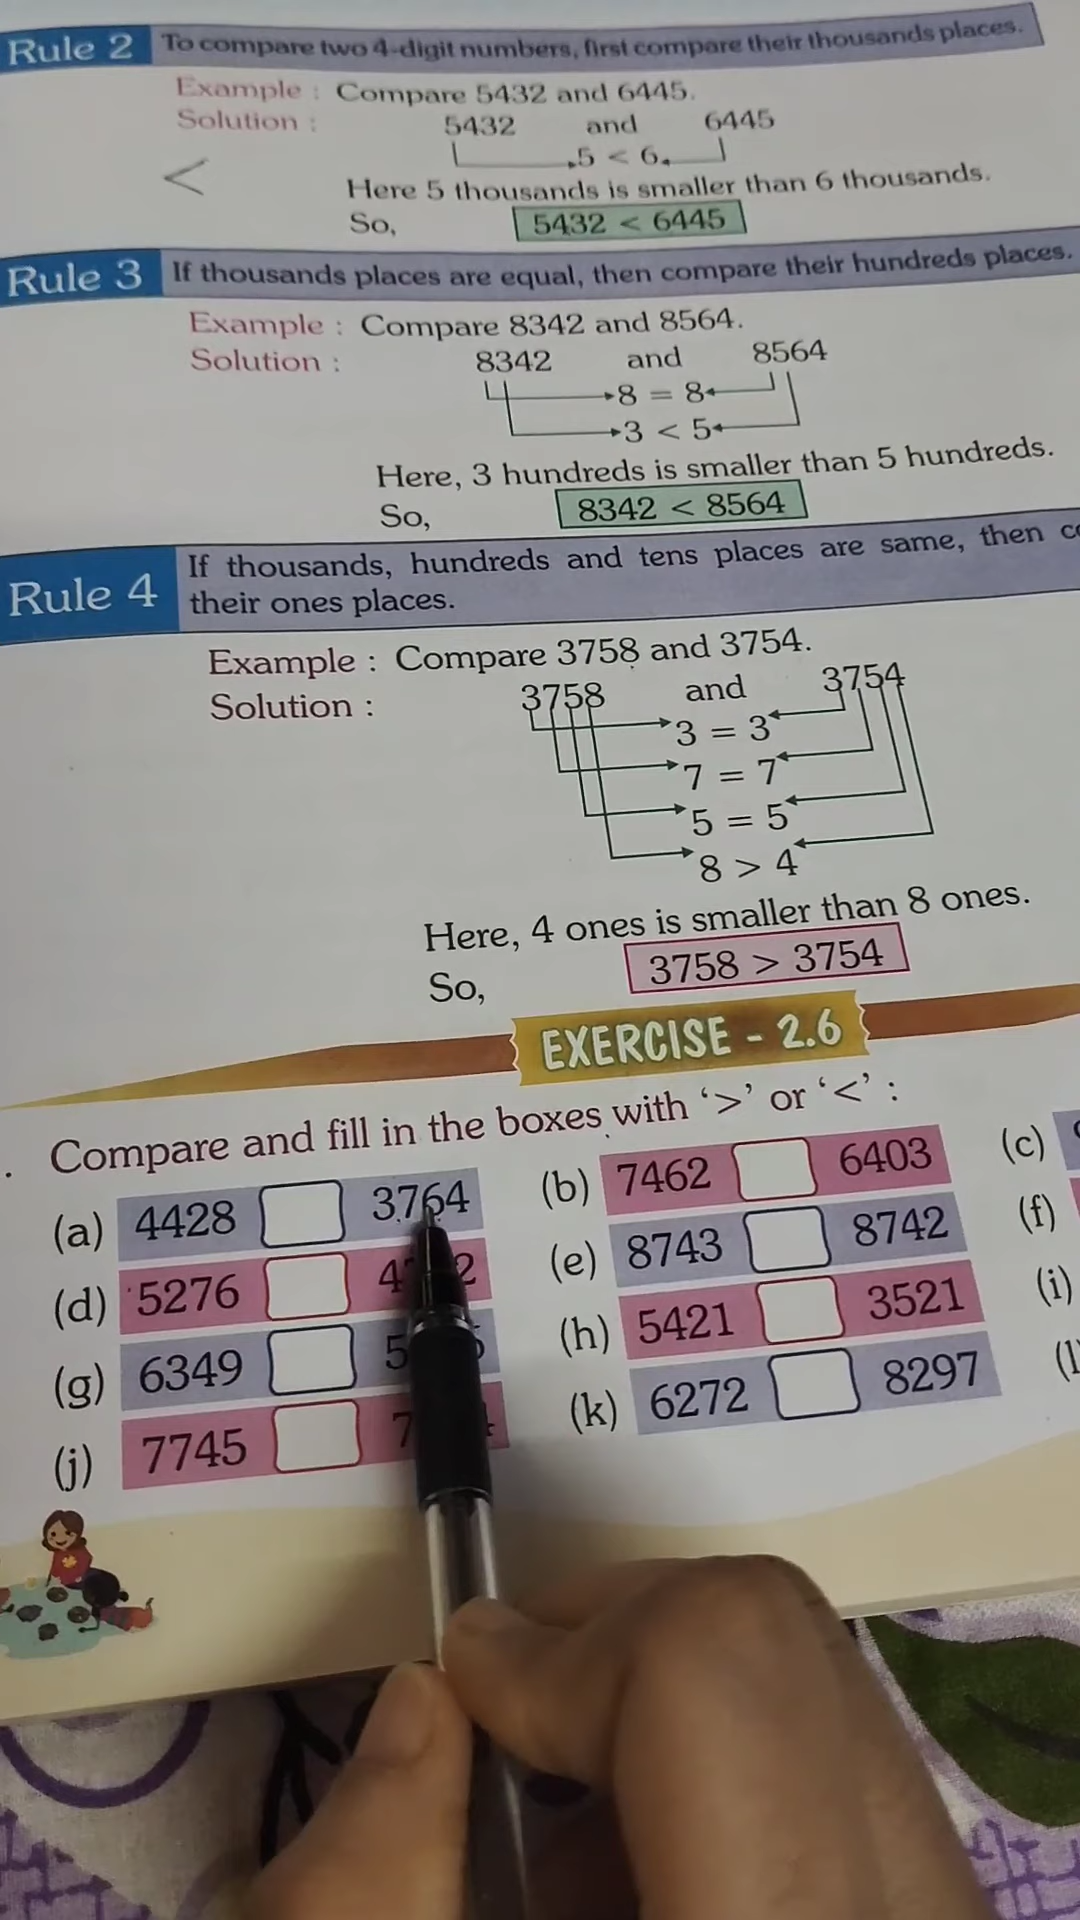 Rule 2 To compare two 4-digit numbers, first compare their thousands places.
Example : Compare 5432 and 6445.
Solution : 5432 and 6445
5 < 6
<
Here 5 thousands is smaller than 6 thousands.
So, 5432 < 6445
Rule 3 If thousands places are equal, then compare their hundreds places.
Example : Compare 8342 and 8564.
Solution : 8342 and 8564
8 = 8
3 < 5
Here, 3 hundreds is smaller than 5 hundreds.
So, 8342 < 8564
Rule 4 If thousands, hundreds and tens places are same, then
their ones places.
Example : Compare 3758 and 3754.
Solution : 3758 and 3754
3 = 3
7 = 7
5 = 5
8 > 4
Here, 4 ones is smaller than 8 ones.
So, 3758 > 3754
EXERCISE - 2.6
Compare and fill in the boxes with ‘>’ or ‘<’ :
(a) 4428 3764 (b) 7462 6403 (c)
(d) 5276 (e) 8743 8742 (f)
(g) 6349 (h) 5421 3521 (i)
(j) 7745 (k) 6272 8297